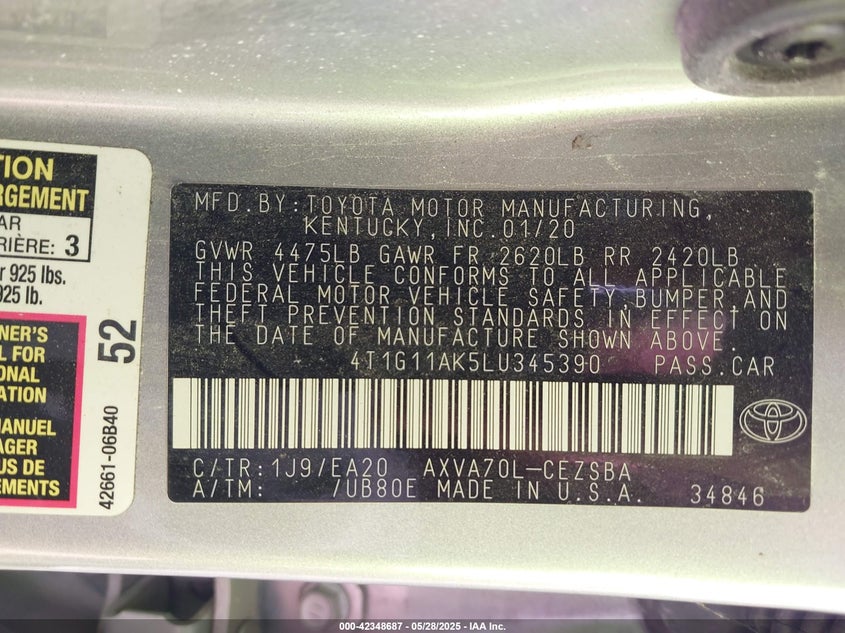 TION
RGEMENT
AR
RIÈRE: 3
r 925 lbs.
925 lb.
NER'S
L FOR
ONAL
ATION
MANUEL
AGER
US DE
MENTS
52
42661-06B40
MFD.BY:TOYOTA MOTOR MANUFACTURING,
KENTUCKY,INC.01/20
GVWR 4475LB GAWR FR 2620LB RR 2420LB
THIS VEHICLE CONFORMS TO ALL APPLICABLE
FEDERAL MOTOR VEHICLE SAFETY,BUMPER,AND
THEFT PREVENTION STANDARDS IN EFFECT ON
THE DATE OF MANUFACTURE SHOWN ABOVE.
4T1G11AK5LU345390 PASS.CAR
C/TR:1J9/EA20 AXVA70L-CEZSBA
A/TM: /UB80E MADE IN U.S.A. 34846
000-42348687 — 05/28/2025 — IAA Inc.